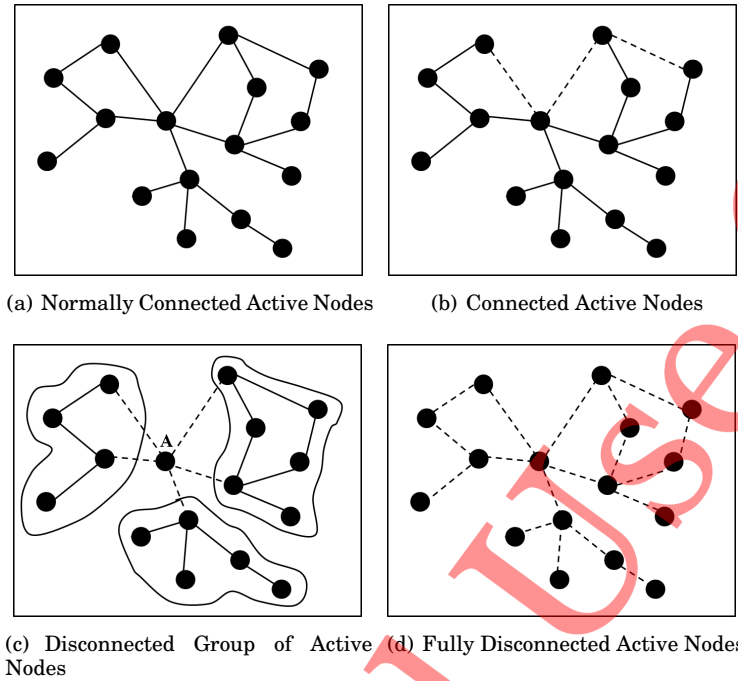 (a) Normally Connected Active Nodes
(b) Connected Active Nodes
A
(c) Disconnected Group of Active
Nodes
(d) Fully Disconnected Active Nodes
Use